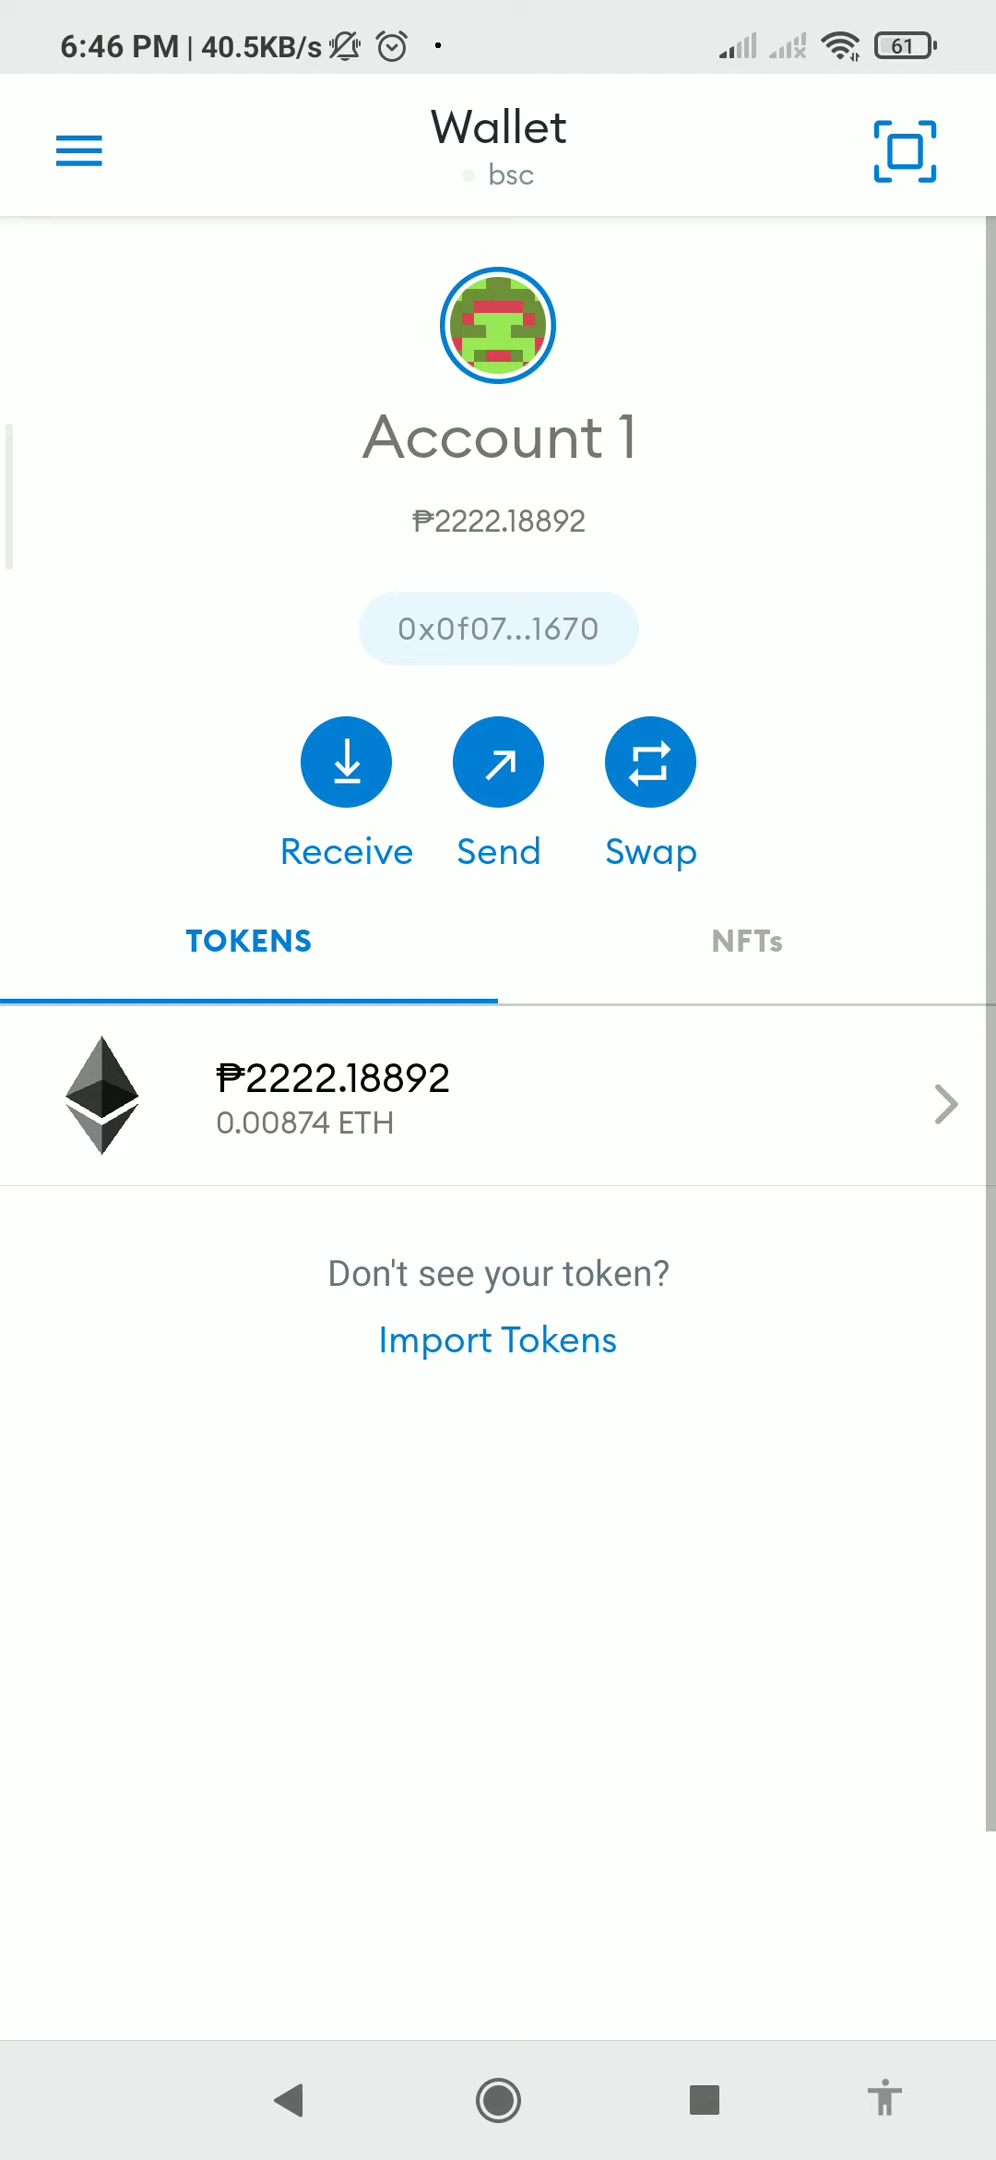 6:46 PM | 40.5KB/s
61
Wallet
bsc
Account 1
₱2222.18892
0x0f07...1670
Receive Send Swap
TOKENS NFTs
₱2222.18892
0.00874 ETH
Don't see your token?
Import Tokens